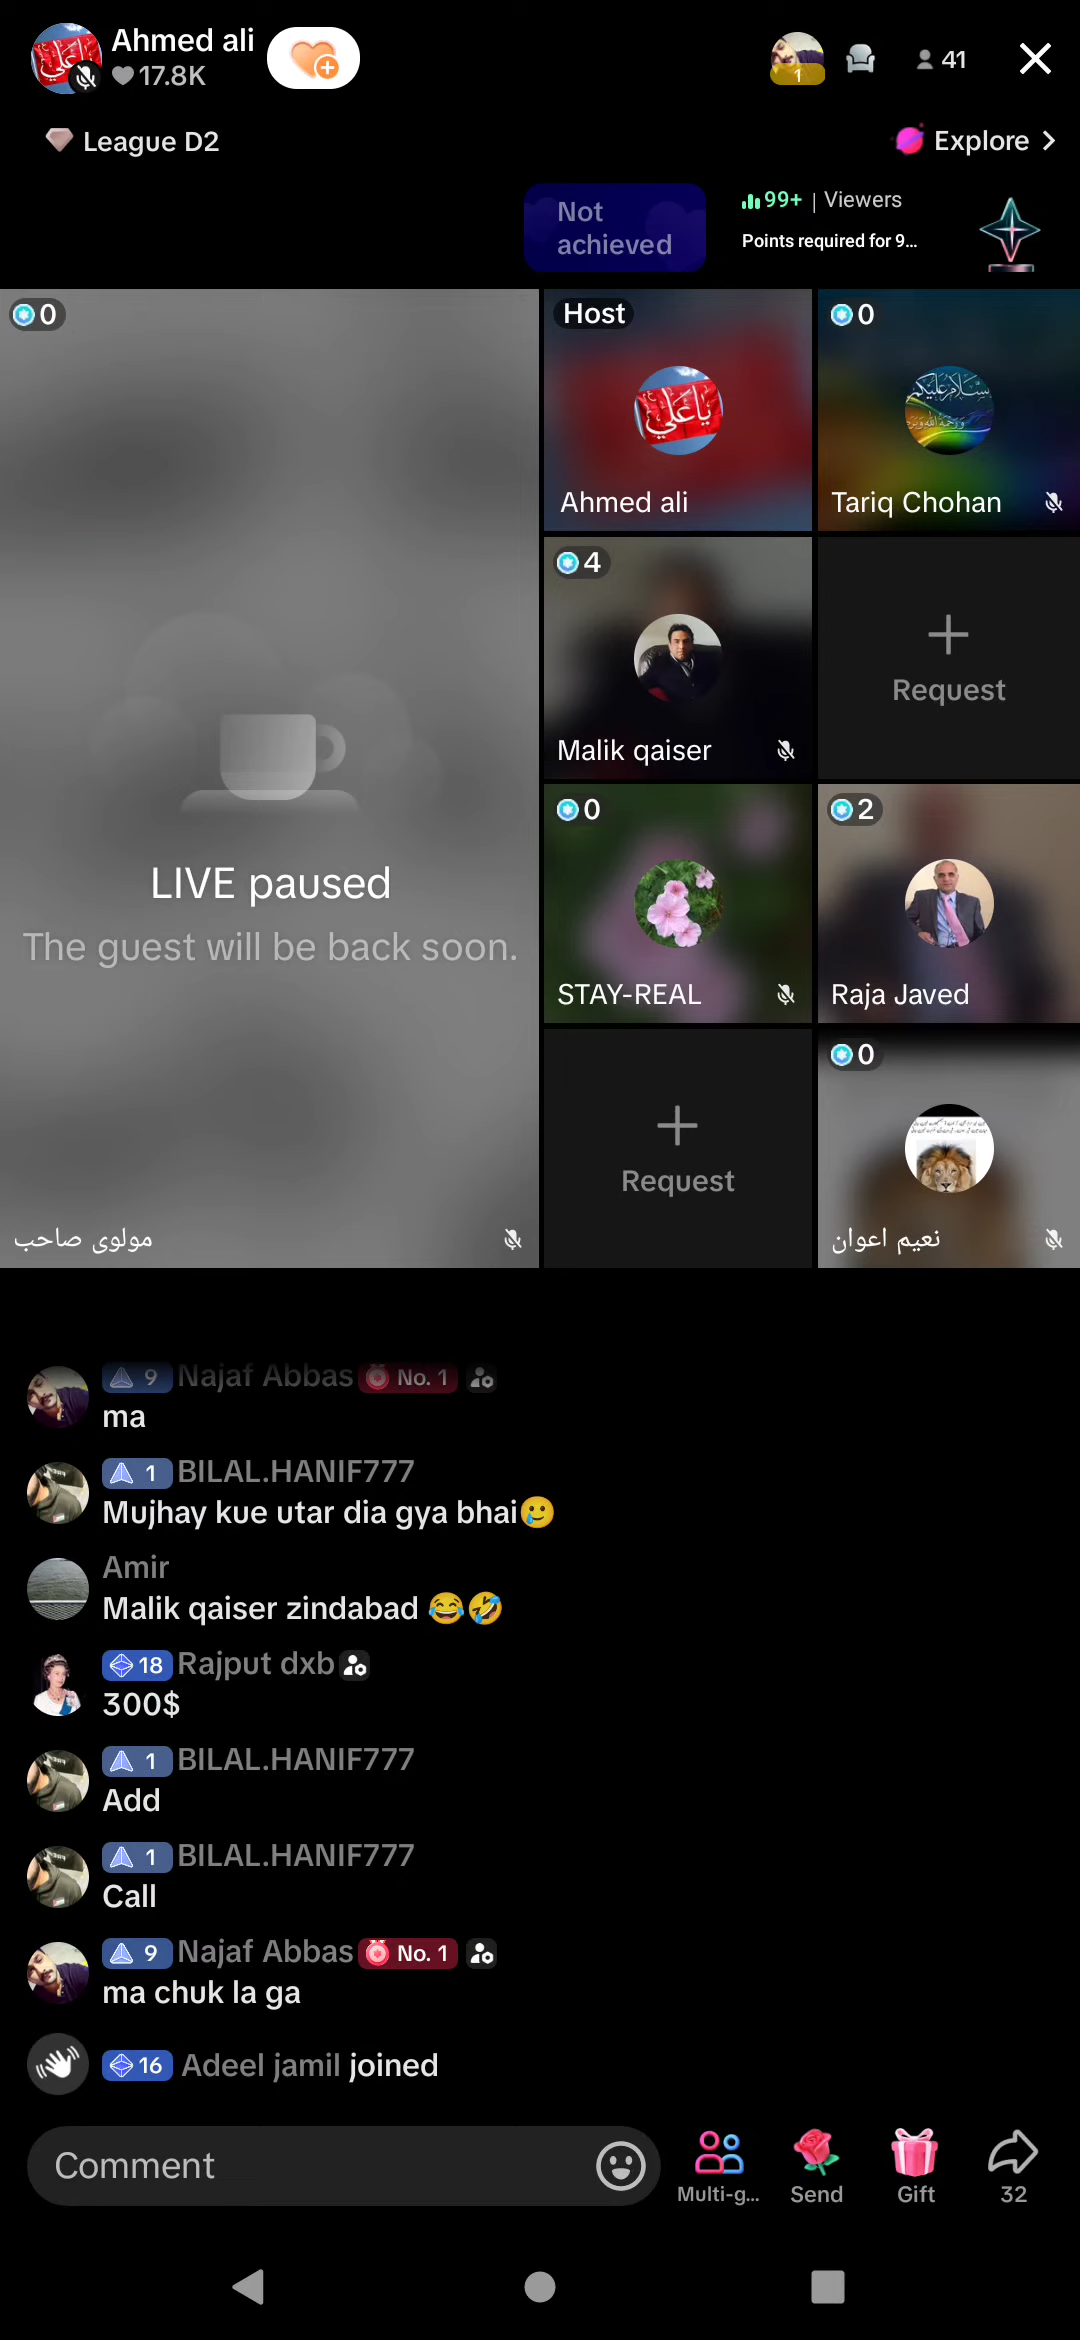 Ahmed ali
17.8K
1
41
League D2
Explore
Not
achieved
99+ | Viewers
Points required for 9...
0
Host
يا علي
Ahmed ali
0
Tariq Chohan
4
Malik qaiser
Request
LIVE paused
The guest will be back soon.
مولوی صاحب
0
STAY-REAL
2
Raja Javed
Request
0
نعیم اعوان
9 Najaf Abbas No. 1
ma
1 BILAL.HANIF777
Mujhay kue utar dia gya bhai🥲
Amir
Malik qaiser zindabad 😂🤣
18 Rajput dxb
300$
1 BILAL.HANIF777
Add
1 BILAL.HANIF777
Call
9 Najaf Abbas No. 1
ma chuk la ga
16 Adeel jamil joined
Comment
Multi-g...
Send
Gift
32